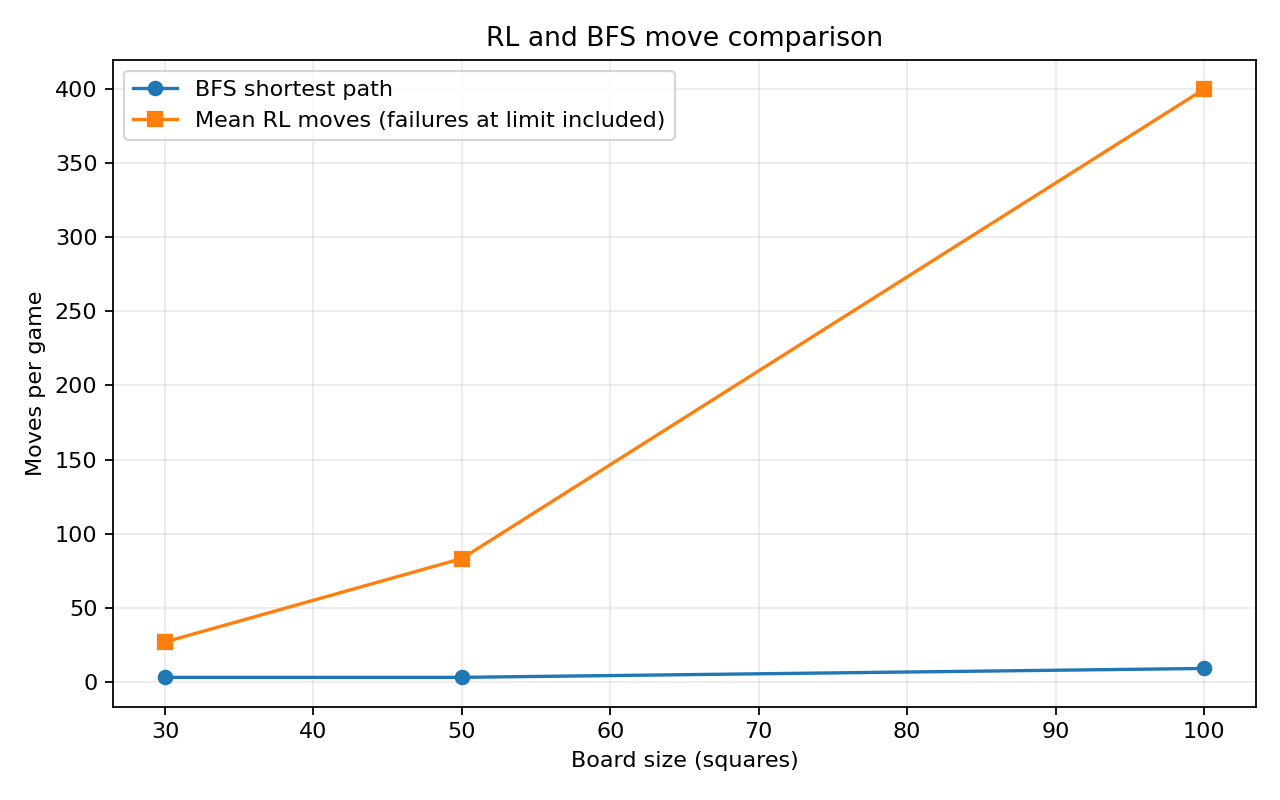 RL and BFS move comparison
BFS shortest path
Mean RL moves (failures at limit included)
400
350
300
250
200
150
100
50
0
Moves per game
30 40 50 60 70 80 90 100
Board size (squares)